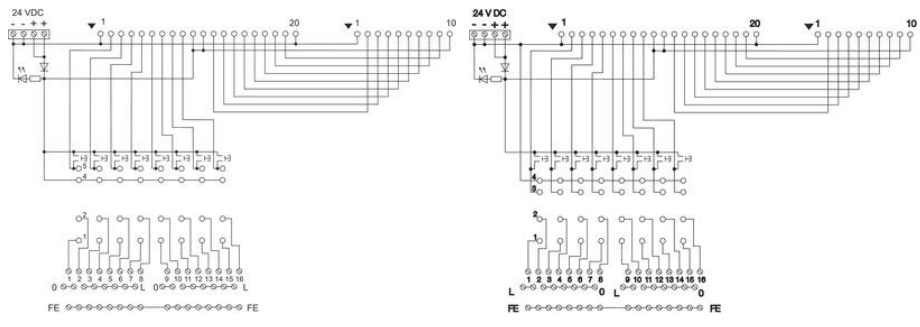 24 VDC
- - + +
1 20 1 10
5
4
2
1
1 2 3 4 5 6 7 8 9 10 11 12 13 14 15 16
0 L 0 L
FE FE
24 V DC
- - + +
1 20 1 10
4
3
2
1
1 2 3 4 5 6 7 8 9 10 11 12 13 14 15 16
L 0 L 0
FE FE